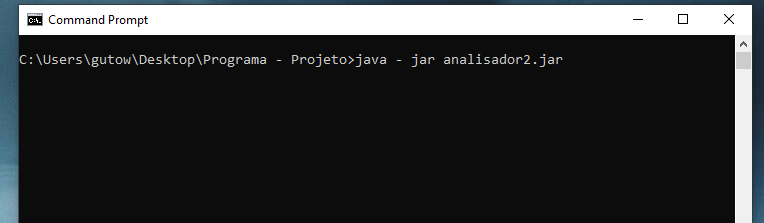 Command Prompt
C:\Users\gutow\Desktop\Programa - Projeto>java - jar analisador2.jar